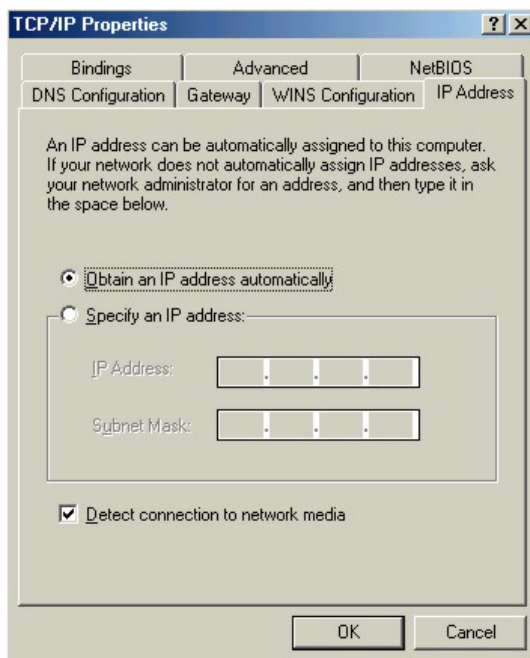 TCP/IP Properties
Bindings
Advanced
NetBIOS
DNS Configuration
Gateway
WINS Configuration
IP Address
An IP address can be automatically assigned to this computer.
If your network does not automatically assign IP addresses, ask
your network administrator for an address, and then type it in
the space below.
Obtain an IP address automatically
Specify an IP address:
IP Address:
Subnet Mask:
Detect connection to network media
OK
Cancel